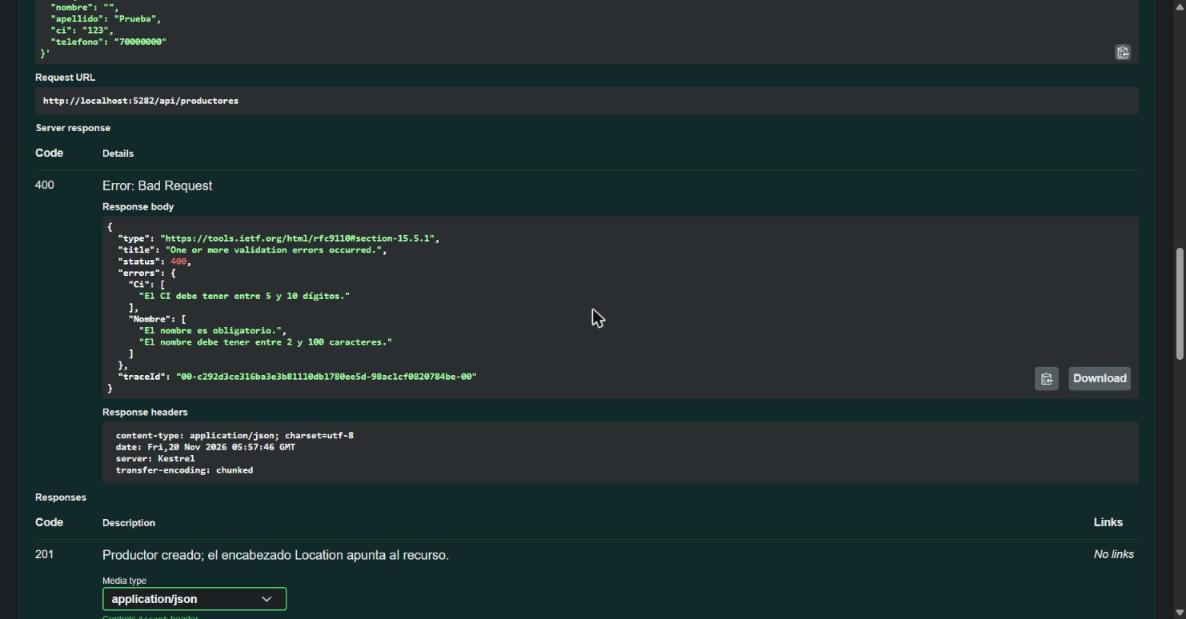 "nombre": "",
"apellido": "Prueba",
"ci": "123",
"telefono": "70000000"
}'
Request URL
http://localhost:5282/api/productores
Server response
Code Details
400 Error: Bad Request
Response body
{
"type": "https://tools.ietf.org/html/rfc9110#section-15.5.1",
"title": "One or more validation errors occurred.",
"status": 400,
"errors": {
"Ci": [
"El CI debe tener entre 5 y 10 dígitos."
],
"Nombre": [
"El nombre es obligatorio.",
"El nombre debe tener entre 2 y 100 caracteres."
]
},
"traceId": "00-c292d3ce316ba3e3b81110db1780ee5d-98ac1cf0820784be-00"
}
Download
Response headers
content-type: application/json; charset=utf-8
date: Fri,20 Nov 2026 05:57:46 GMT
server: Kestrel
transfer-encoding: chunked
Responses
Code Description Links
201 Productor creado; el encabezado Location apunta al recurso. No links
Media type
application/json
Controls Accept header